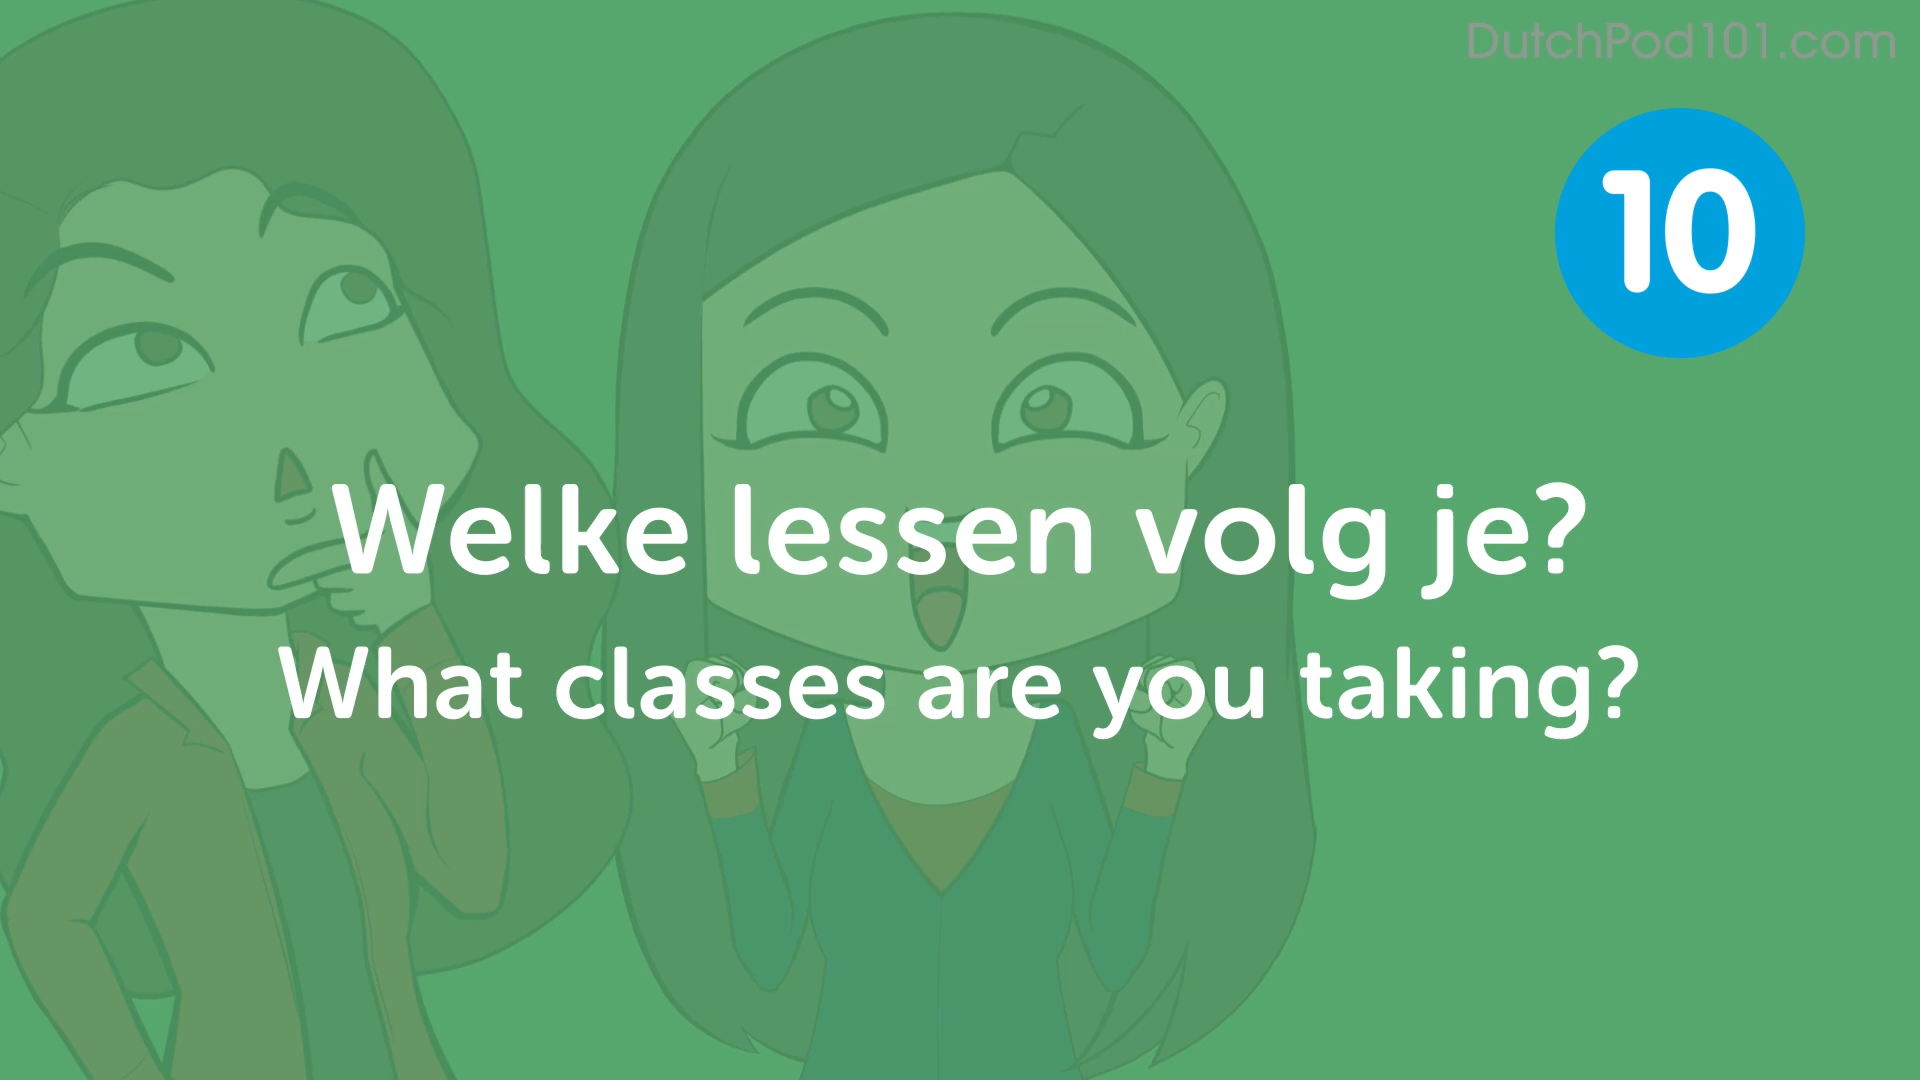 DutchPod101.com
10
Welke lessen volg je?
What classes are you taking?